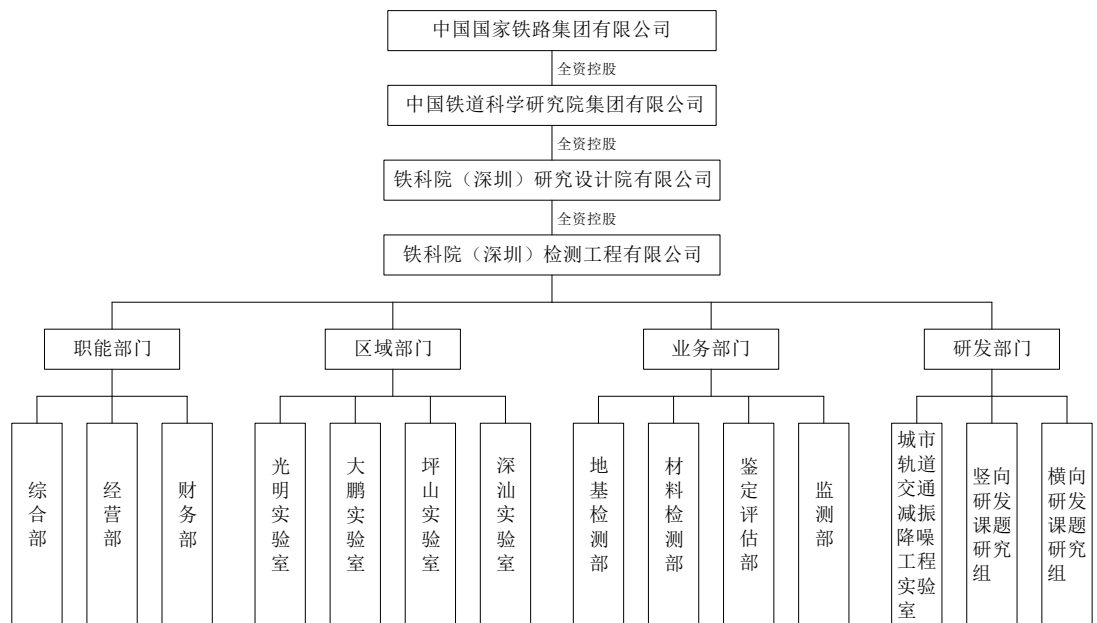 中国国家铁路集团有限公司
全资控股
中国铁道科学研究院集团有限公司
全资控股
铁科院（深圳）研究设计院有限公司
全资控股
铁科院（深圳）检测工程有限公司
职能部门
区域部门
业务部门
研发部门
综合部
经营部
财务部
光明实验室
大鹏实验室
坪山实验室
深汕实验室
地基检测部
材料检测部
鉴定评估部
监测部
城市
轨道
交通
减振
降噪
工程
实验
室
竖向
研发
课题
研究
组
横向
研发
课题
研究
组